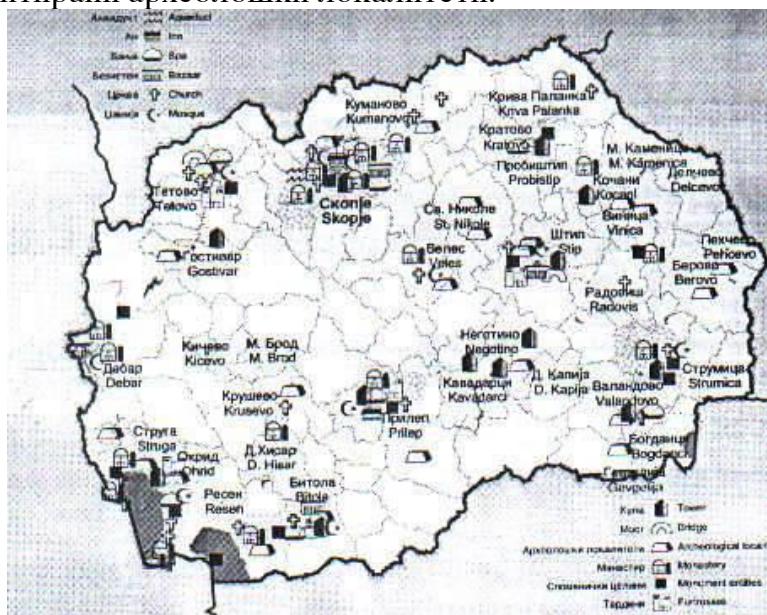 археолошки локалитети.
Аквадукт Aqueduct
Ан Inn
Бања Spa
Безистен Bazaar
Црква Church
Џамија Mosque
Куманово
Kumanovo
Крива Паланка
Kriva Palanka
Кратово
Kratovo
Пробиштип
Probistip
М. Каменица
M. Kamenica
Делчево
Delcevo
Тетово
Tetovo
Скопје
Skopje
Кочани
Kocani
Виница
Vinica
Св. Николе
St. Nikole
Штип
Stip
Велес
Veles
Пехчево
Pehcevo
Берово
Berovo
Гостивар
Gostivar
Радовиш
Radovis
Неготино
Negotino
Кичево
Kicevo
М. Брод
M. Brod
Дебар
Debar
Струмица
Strumica
Кавадарци
Kavadarci
Д. Капија
D. Kapija
Валандово
Valandovo
Крушево
Krusevo
Прилеп
Prilep
Струга
Struga
Охрид
Ohrid
Д. Хисар
D. Hisar
Богданци
Bogdanci
Гевгелија
Gevgelija
Ресен
Resen
Битола
Bitola
Кула Tower
Мост Bridge
Археолошки локалитети Archeological
Манастир Monastery
Споменички целини Monument entities
Тврдини Fortresses